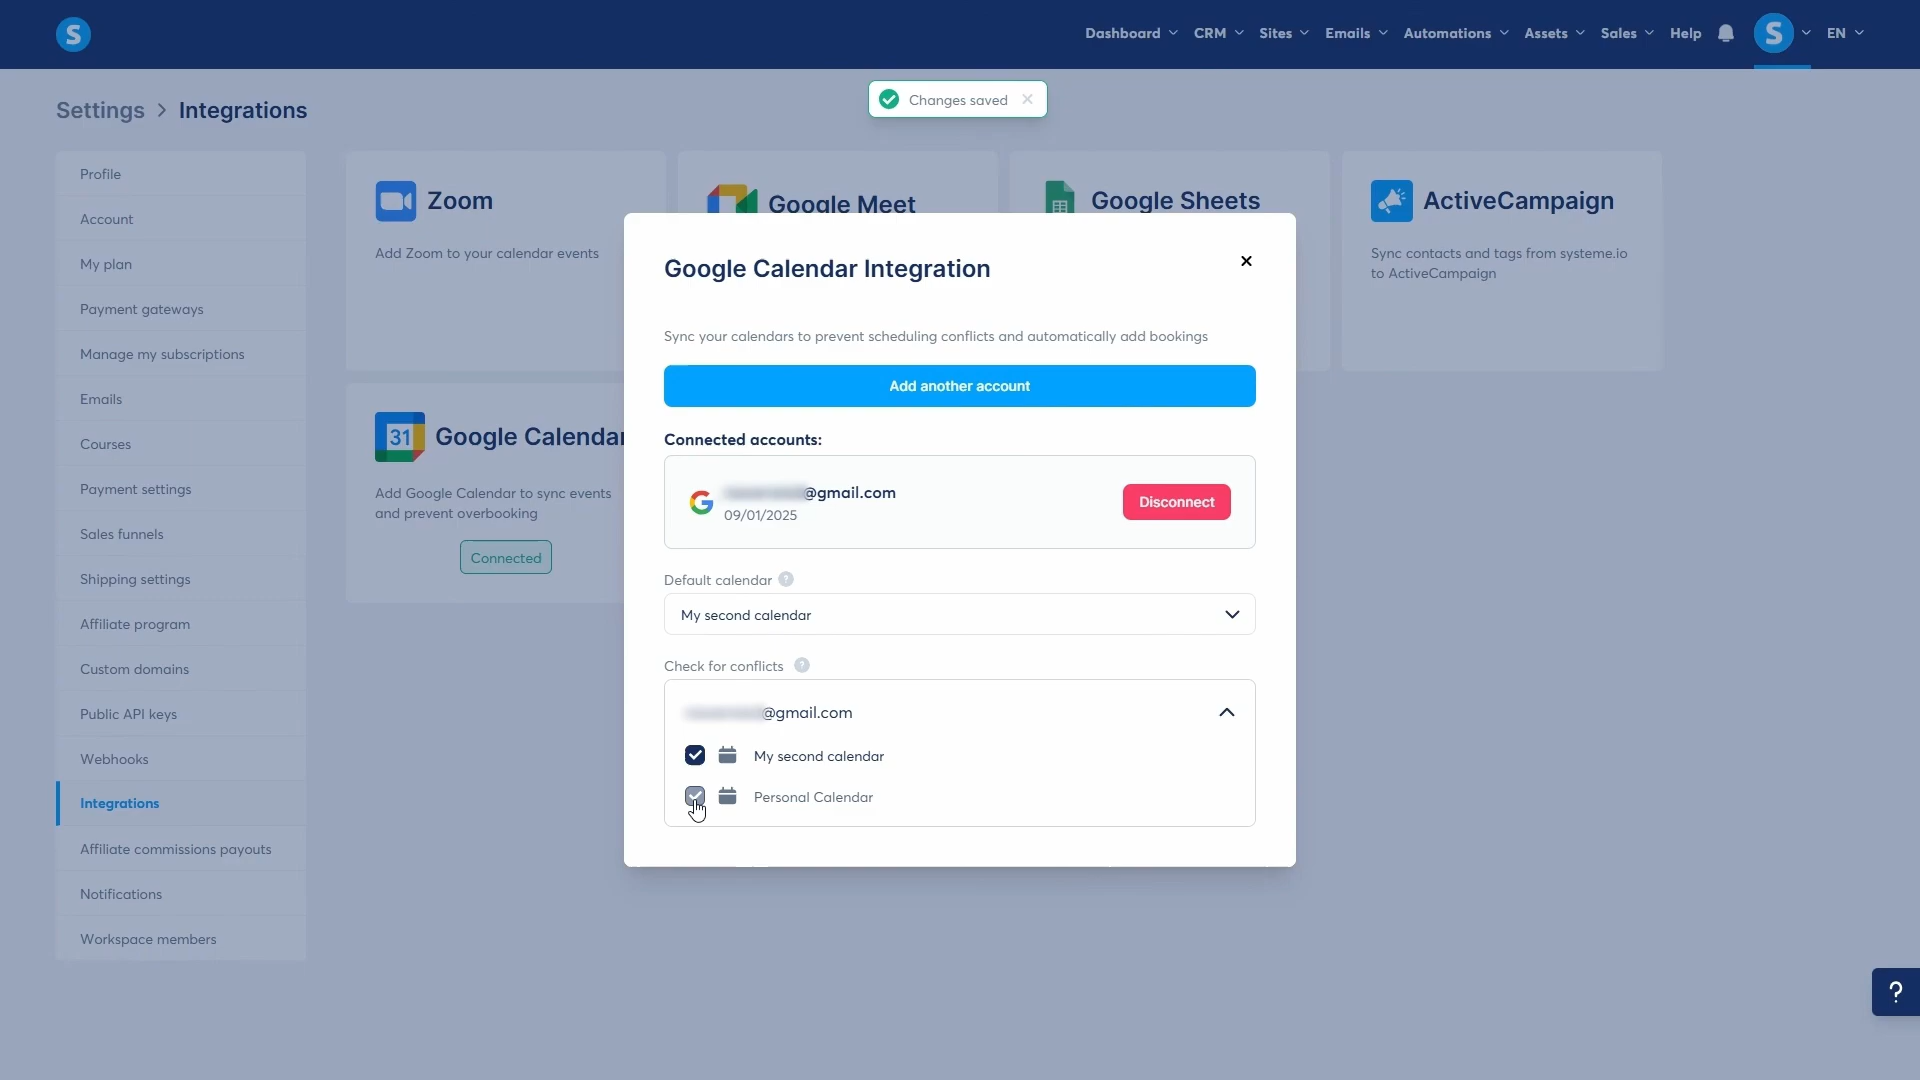 S
Dashboard
CRM
Sites
Emails
Automations
Assets
Sales
Help
S
EN
Settings > Integrations
Changes saved
Profile
Account
My plan
Payment gateways
Manage my subscriptions
Emails
Courses
Payment settings
Sales funnels
Shipping settings
Affiliate program
Custom domains
Public API keys
Webhooks
Integrations
Affiliate commissions payouts
Notifications
Workspace members
Zoom
Add Zoom to your calendar events
Google Meet
Google Sheets
ActiveCampaign
Sync contacts and tags from systeme.io
to ActiveCampaign
31
Google Calendar
Add Google Calendar to sync events
and prevent overbooking
Connected
Google Calendar Integration
Sync your calendars to prevent scheduling conflicts and automatically add bookings
Add another account
Connected accounts:
@gmail.com
09/01/2025
Disconnect
Default calendar ?
My second calendar
Check for conflicts ?
@gmail.com
My second calendar
Personal Calendar
?